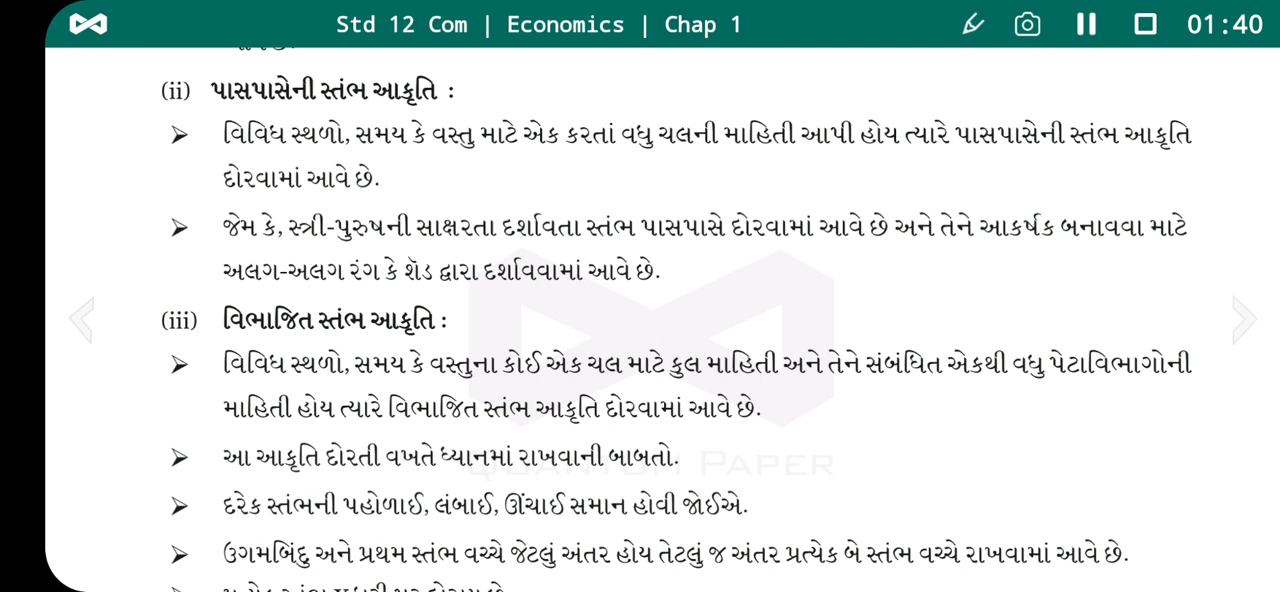 Std 12 Com | Economics | Chap 1
01:40
(ii) પાસપાસેની સ્તંભ આકૃતિ :
➤ વિવિધ સ્થળો, સમય કે વસ્તુ માટે એક કરતાં વધુ ચલની માહિતી આપી હોય ત્યારે પાસપાસેની સ્તંભ આકૃતિ
દોરવામાં આવે છે.
➤ જેમ કે, સ્ત્રી-પુરુષની સાક્ષરતા દર્શાવતા સ્તંભ પાસપાસે દોરવામાં આવે છે અને તેને આકર્ષક બનાવવા માટે
અલગ-અલગ રંગ કે શૅડ દ્વારા દર્શાવવામાં આવે છે.
(iii) વિભાજિત સ્તંભ આકૃતિ :
➤ વિવિધ સ્થળો, સમય કે વસ્તુના કોઈ એક ચલ માટે કુલ માહિતી અને તેને સંબંધિત એકથી વધુ પેટાવિભાગોની
માહિતી હોય ત્યારે વિભાજિત સ્તંભ આકૃતિ દોરવામાં આવે છે.
➤ આ આકૃતિ દોરતી વખતે ધ્યાનમાં રાખવાની બાબતો.
QUANTUM PAPER
➤ દરેક સ્તંભની પહોળાઈ, લંબાઈ, ઊંચાઈ સમાન હોવી જોઈએ.
➤ ઉગમબિંદુ અને પ્રથમ સ્તંભ વચ્ચે જેટલું અંતર હોય તેટલું જ અંતર પ્રત્યેક બે સ્તંભ વચ્ચે રાખવામાં આવે છે.